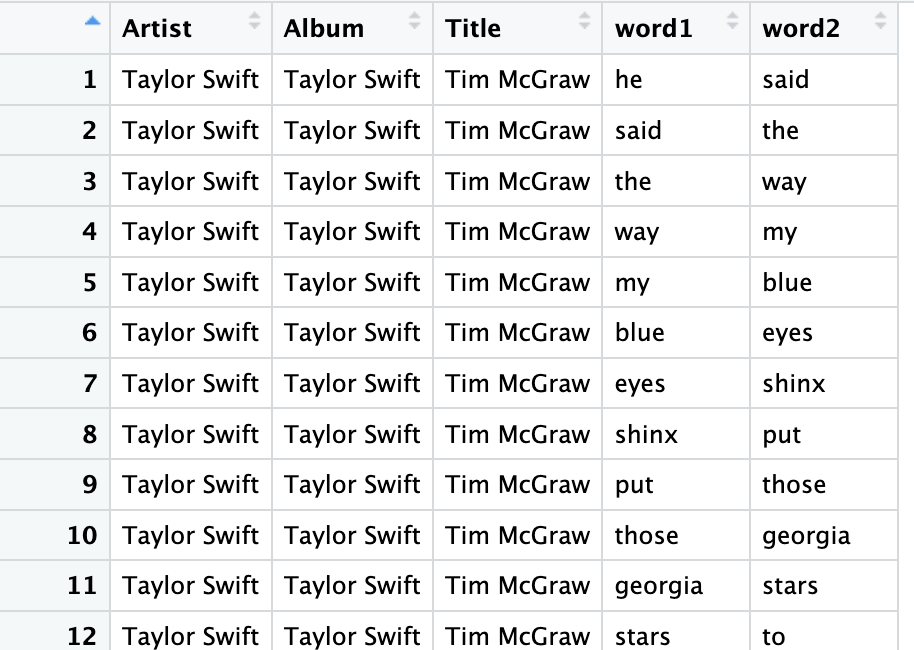 Artist Album Title word1 word2
1 Taylor Swift Taylor Swift Tim McGraw he said
2 Taylor Swift Taylor Swift Tim McGraw said the
3 Taylor Swift Taylor Swift Tim McGraw the way
4 Taylor Swift Taylor Swift Tim McGraw way my
5 Taylor Swift Taylor Swift Tim McGraw my blue
6 Taylor Swift Taylor Swift Tim McGraw blue eyes
7 Taylor Swift Taylor Swift Tim McGraw eyes shinx
8 Taylor Swift Taylor Swift Tim McGraw shinx put
9 Taylor Swift Taylor Swift Tim McGraw put those
10 Taylor Swift Taylor Swift Tim McGraw those georgia
11 Taylor Swift Taylor Swift Tim McGraw georgia stars
12 Taylor Swift Taylor Swift Tim McGraw stars to